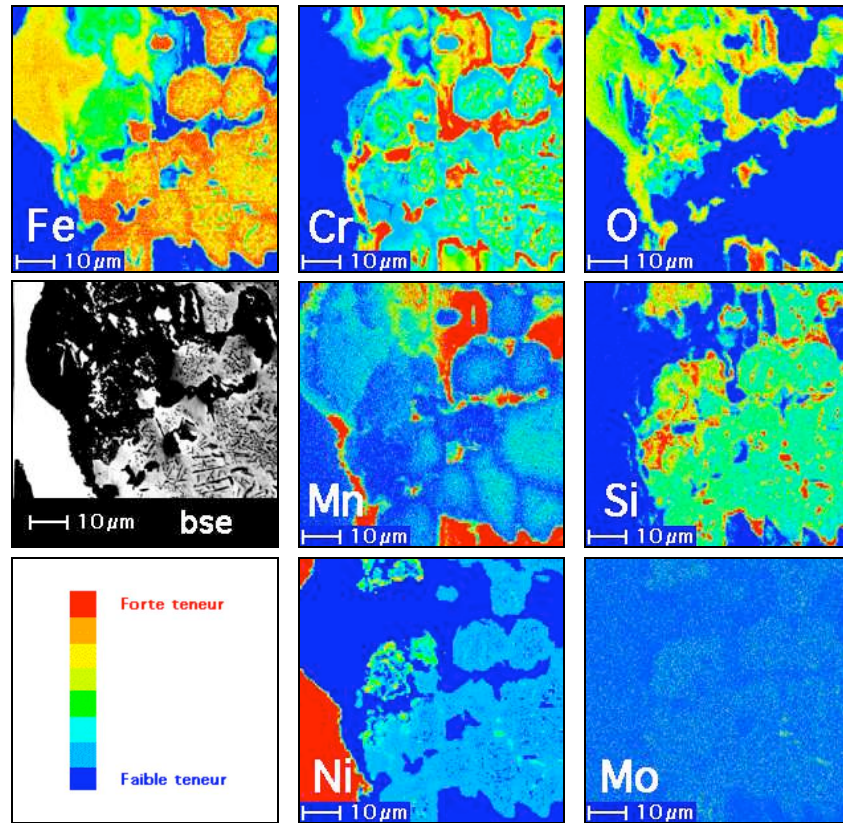 Fe
10 µm
Cr
10 µm
O
10 µm
10 µm
bse
Mn
10 µm
Si
10 µm
Forte teneur
Faible teneur
Ni
10 µm
Mo
10 µm